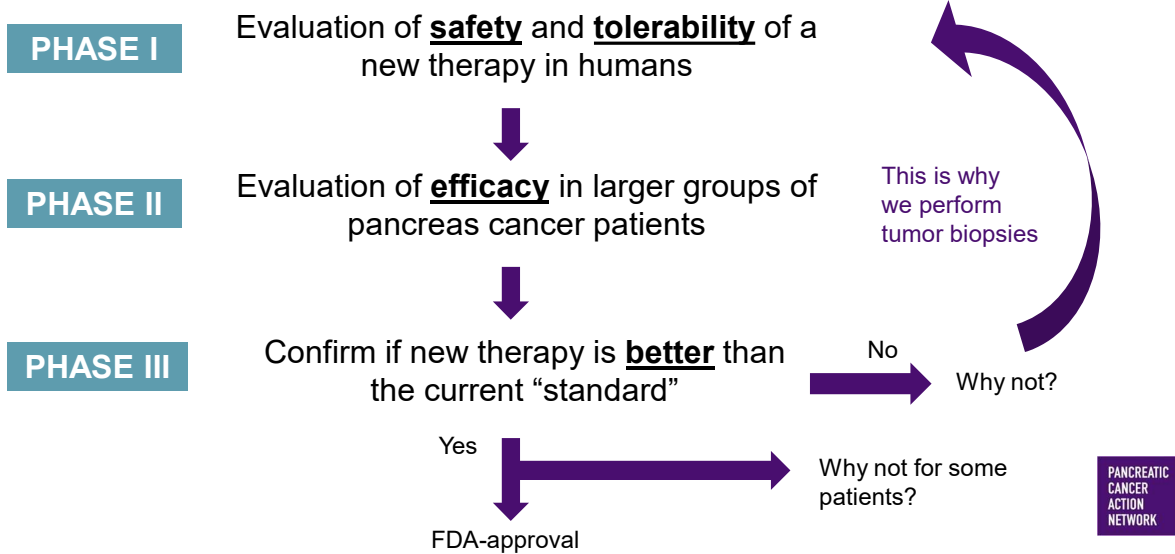 PHASE I
Evaluation of safety and tolerability of a
new therapy in humans
PHASE II
Evaluation of efficacy in larger groups of
pancreas cancer patients
This is why
we perform
tumor biopsies
PHASE III
Confirm if new therapy is better than
the current “standard”
No
Why not?
Yes
Why not for some
patients?
FDA-approval
PANCREATIC
CANCER
ACTION
NETWORK